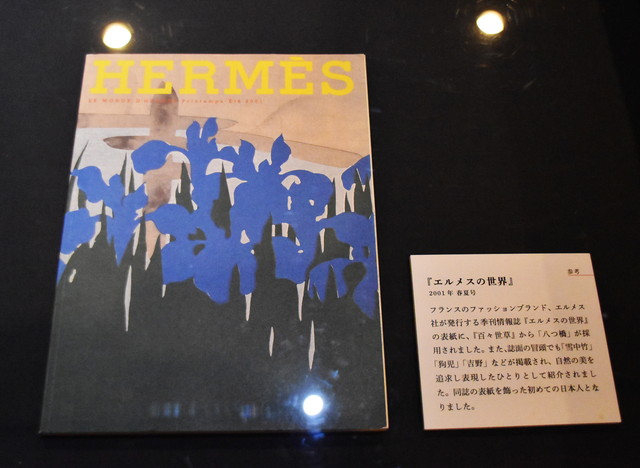 HERMÈS
LE MONDE D'HERMÈS Printemps/Été 2001
参考
『エルメスの世界』
2001年 春夏号
フランスのファッションブランド、エルメス
社が発行する季刊情報誌『エルメスの世界』
の表紙に、『百々世草』から「八つ橋」が採
用されました。また、誌面の冒頭でも「雪中竹」
「狗児」「吉野」などが掲載され、自然の美を
追求し表現したひとりとして紹介されまし
た。同誌の表紙を飾った初めての日本人とな
りました。